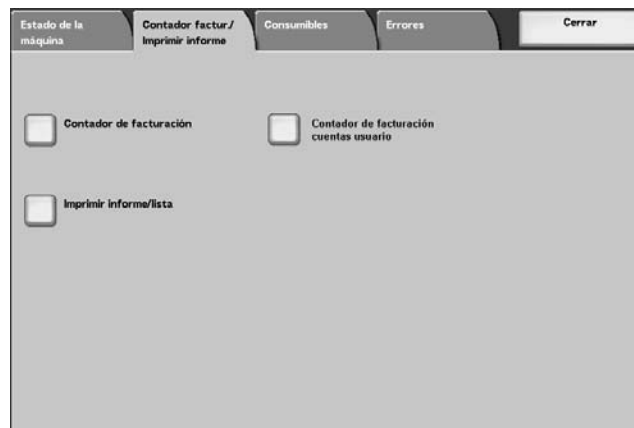 Estado de la
máquina
Contador factur./
Imprimir informe
Consumibles
Errores
Cerrar
Contador de facturación
Contador de facturación
cuentas usuario
Imprimir informe/lista